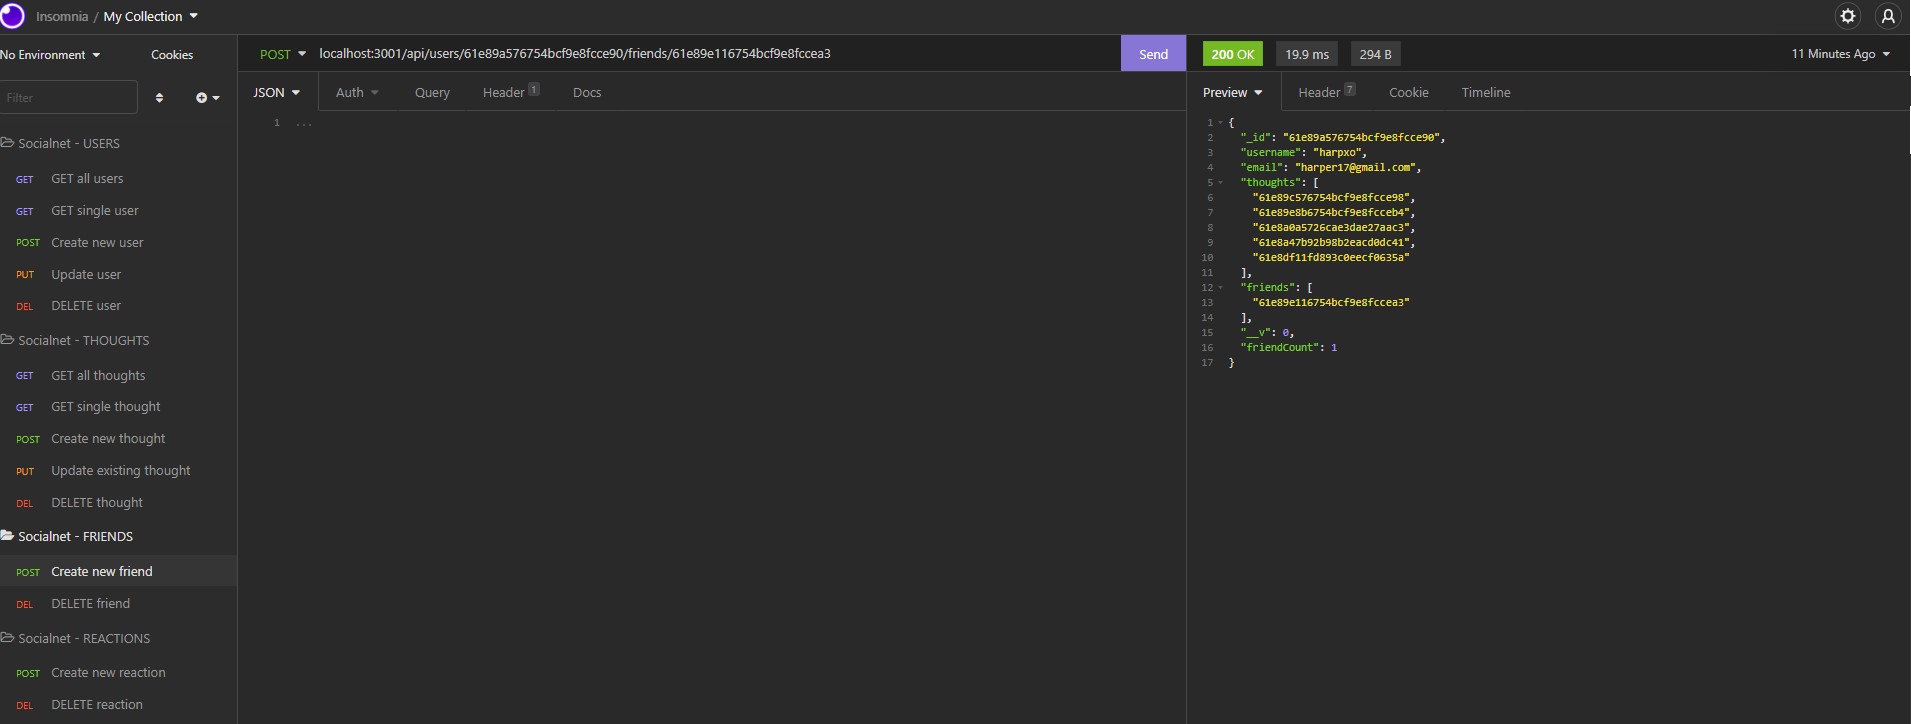 Insomnia / My Collection
No Environment
Cookies
Filter
Socialnet - USERS
GET GET all users
GET GET single user
POST Create new user
PUT Update user
DEL DELETE user
Socialnet - THOUGHTS
GET GET all thoughts
GET GET single thought
POST Create new thought
PUT Update existing thought
DEL DELETE thought
Socialnet - FRIENDS
POST Create new friend
DEL DELETE friend
Socialnet - REACTIONS
POST Create new reaction
DEL DELETE reaction
POST localhost:3001/api/users/61e89a576754bcf9e8fcce90/friends/61e89e116754bcf9e8fccea3 Send
JSON Auth Query Header 1 Docs
1 ...
200 OK 19.9 ms 294 B 11 Minutes Ago
Preview Header 7 Cookie Timeline
1 {
2 "_id": "61e89a576754bcf9e8fcce90",
3 "username": "harpxo",
4 "email": "harper17@gmail.com",
5 "thoughts": [
6 "61e89c576754bcf9e8fcce98",
7 "61e89e8b6754bcf9e8fcceb4",
8 "61e8a0a5726cae3dae27aac3",
9 "61e8a47b92b98b2eacd0dc41",
10 "61e8df11fd893c0eecf0635a"
11 ],
12 "friends": [
13 "61e89e116754bcf9e8fccea3"
14 ],
15 "__v": 0,
16 "friendCount": 1
17 }